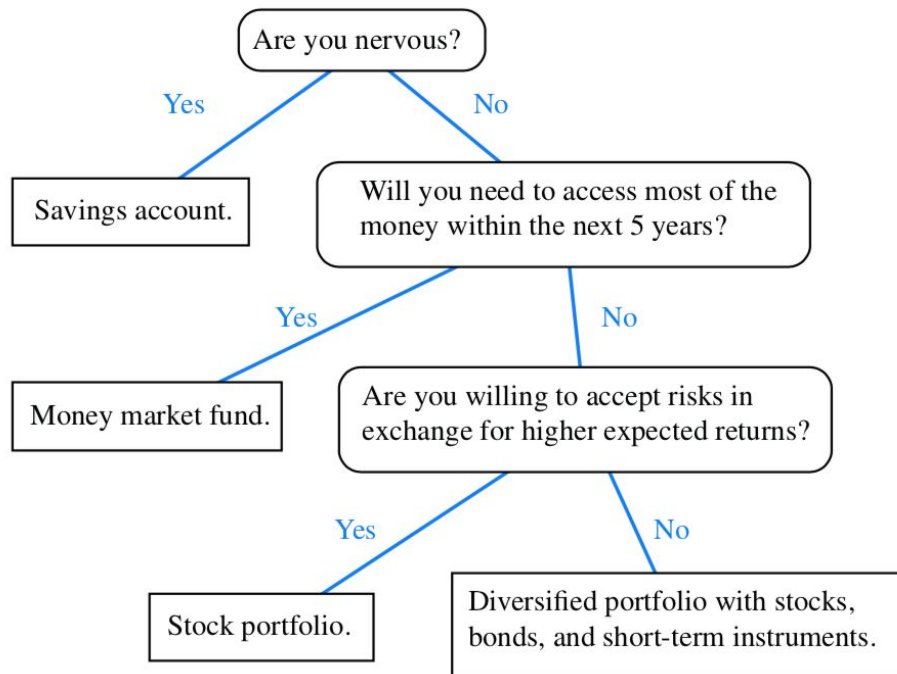 Are you nervous?
Yes
No
Savings account.
Will you need to access most of the
money within the next 5 years?
Yes
No
Money market fund.
Are you willing to accept risks in
exchange for higher expected returns?
Yes
No
Stock portfolio.
Diversified portfolio with stocks,
bonds, and short-term instruments.